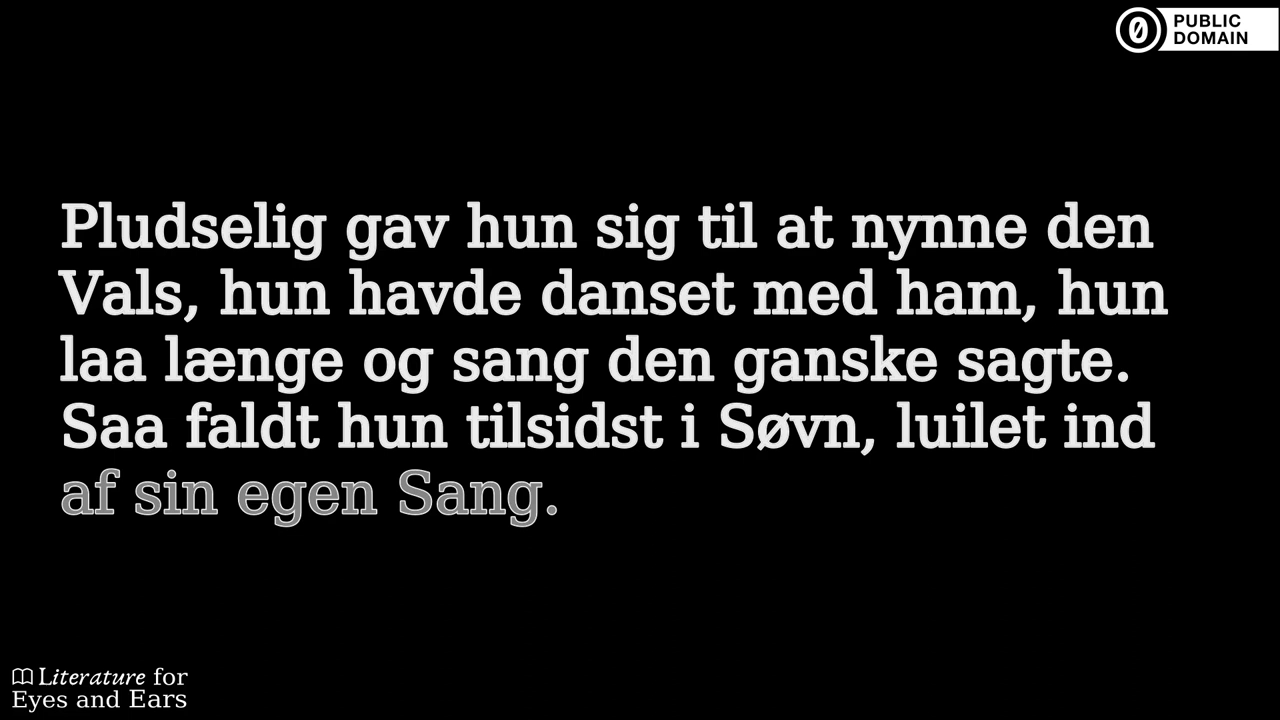 PUBLIC
DOMAIN
Pludselig gav hun sig til at nynne den
Vals, hun havde danset med ham, hun
laa længe og sang den ganske sagte.
Saa faldt hun tilsidst i Søvn, luilet ind
af sin egen Sang.
Literature for
Eyes and Ears